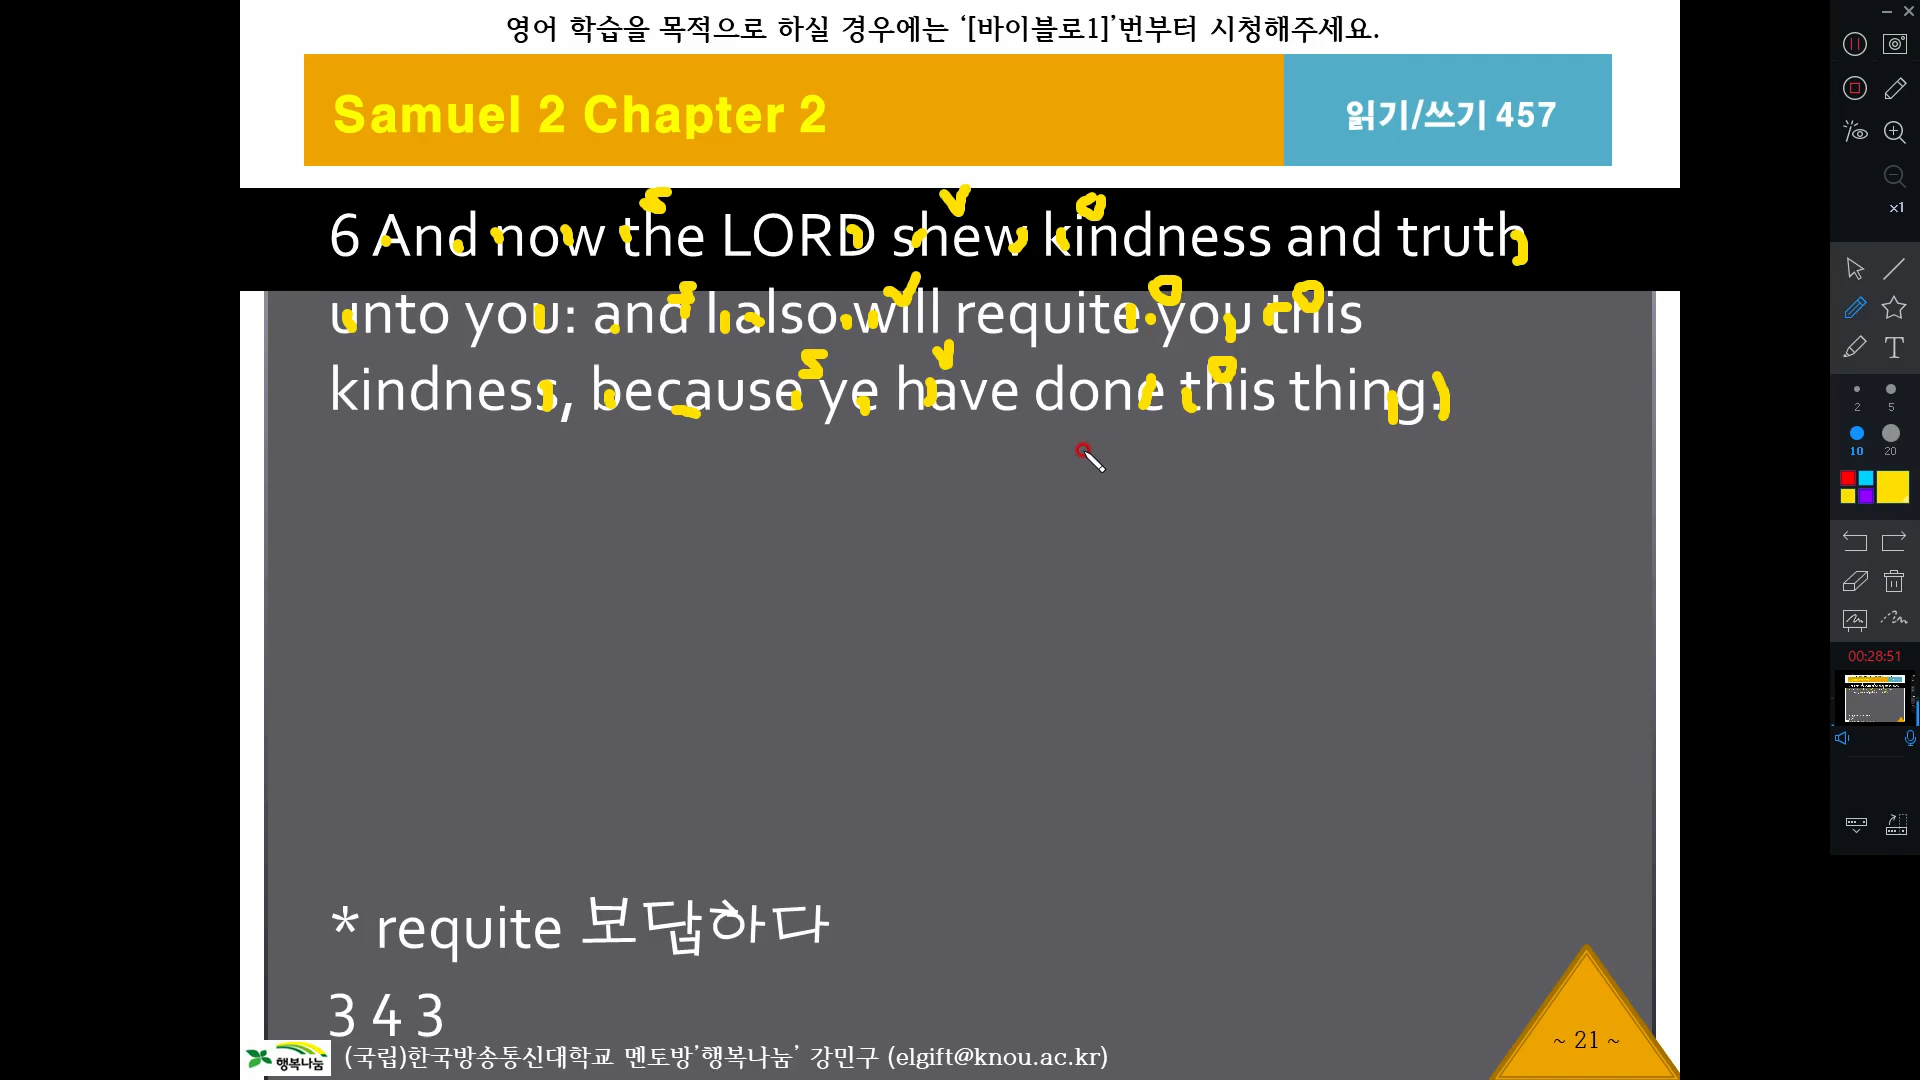 영어 학습을 목적으로 하실 경우에는 ‘[바이블로1]’번부터 시청해주세요.
Samuel 2 Chapter 2
읽기/쓰기 457
6 And now the LORD shew kindness and truth
unto you: and I also will requite you this
kindness, because ye have done this thing.
* requite 보답하다
3 4 3
행복나눔
(국립)한국방송통신대학교 멘토방’행복나눔’ 강민구 (elgift@knou.ac.kr)
~ 21 ~
x1
T
2 5
10 20
00:28:51